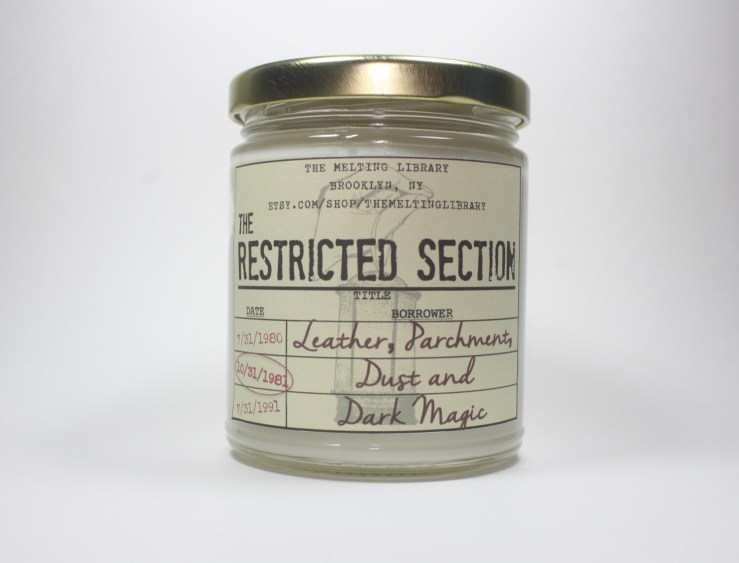 THE MELTING LIBRARY
BROOKLYN, NY
ETSY.COM/SHOP/THEMELTINGLIBRARY
THE
RESTRICTED SECTION
TITLE
DATE BORROWER
7/31/1980 Leather, Parchment,
10/31/1981 Dust and
7/31/1991 Dark Magic